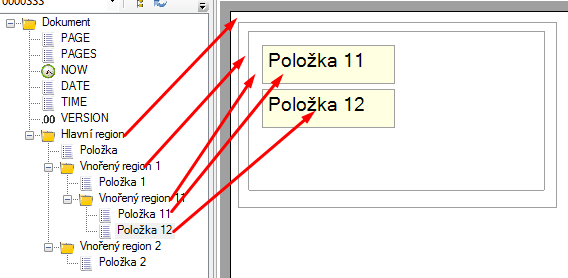 0000333
Dokument
PAGE
PAGES
NOW
DATE
TIME
.00 VERSION
Hlavní region
Položka
Vnořený region 1
Položka 1
Vnořený region 11
Položka 11
Položka 12
Vnořený region 2
Položka 2
Položka 11
Položka 12